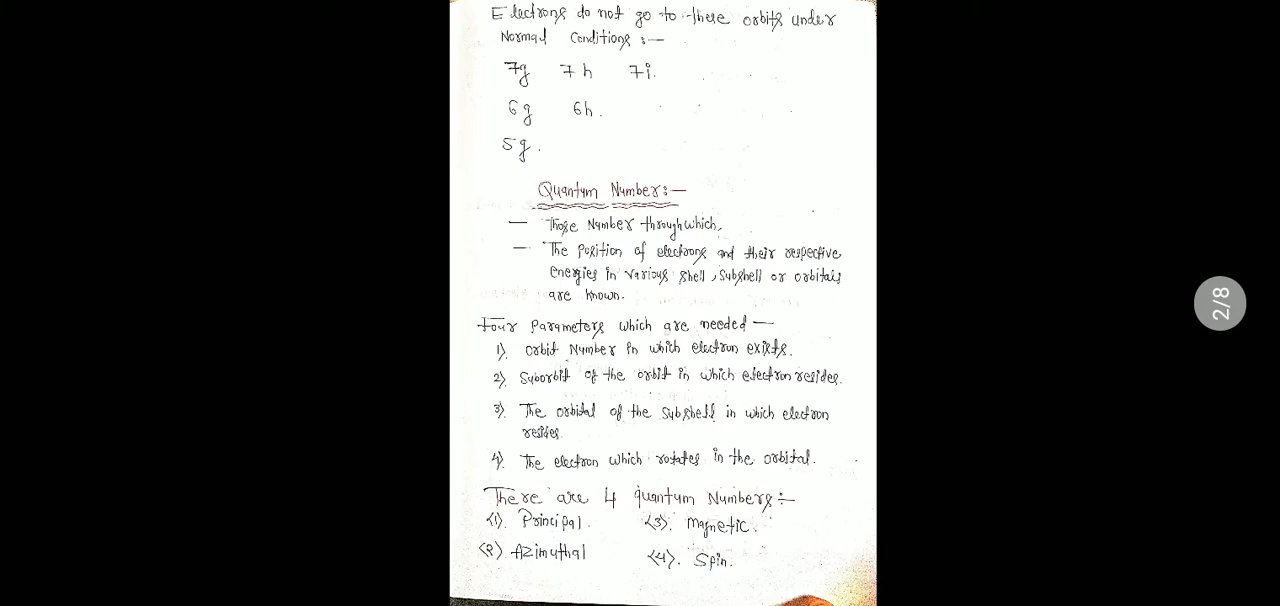 Electrons do not go to these orbits under
Normal Conditions :—
7g 7h 7i.
6g 6h.
5g.
Quantum Number:—
— Those Number through which,
— The position of electrons and their respective
energies in various shell, subshell or orbitals
are known.
Four Parameters which are needed —
1). Orbit Number in which electron exists.
2). Suborbit of the orbit in which electron resides.
3). The orbital of the subshell in which electron
resides.
4). The electron which rotates in the orbital.
There are 4 quantum Numbers :—
<1>. Principal. <3>. Magnetic.
<2>. Azimuthal <4>. Spin.
2/8